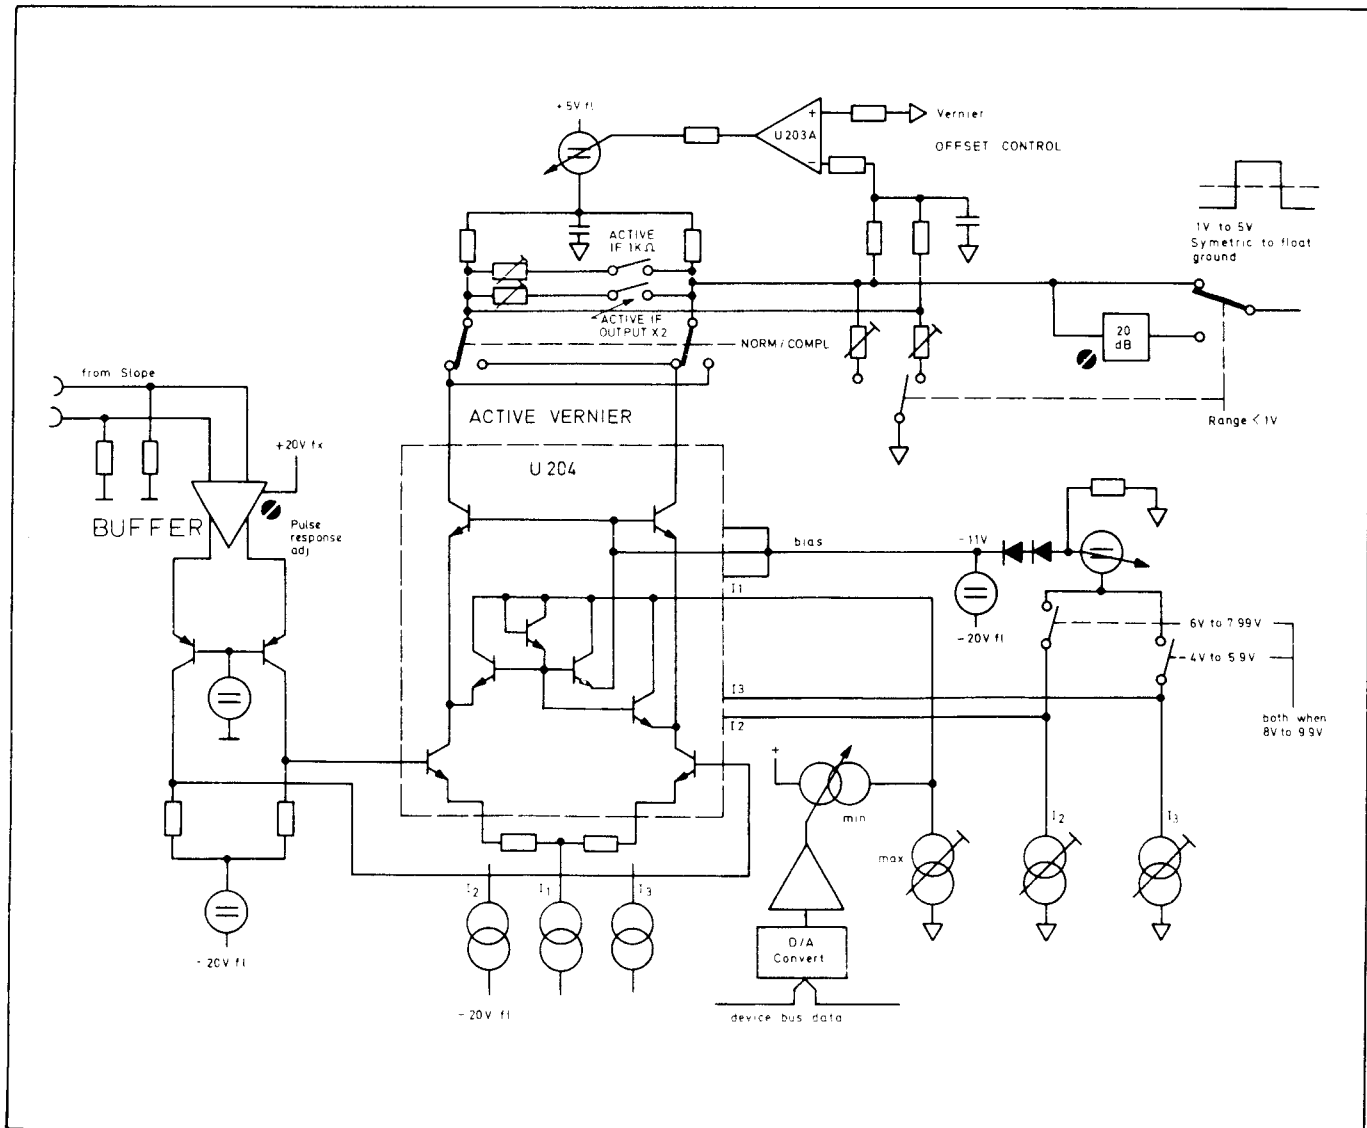 +5V fl
+
U203A
−
Vernier
OFFSET CONTROL
1V to 5V
Symetric to float
ground
ACTIVE
IF 1KΩ
ACTIVE IF
OUTPUT X2
NORM / COMPL
20
dB
Range < 1V
from Slope
+20V fx
BUFFER
Pulse
response
adj
ACTIVE VERNIER
U 204
bias
-11V
-20V fl
I1
I3
I2
6V to 7.99V
4V to 5.9V
both when
8V to 9.9V
+
min
max
I2
I3
I2
I1
I3
-20V fl
-20V fl
D/A
Convert
device bus data